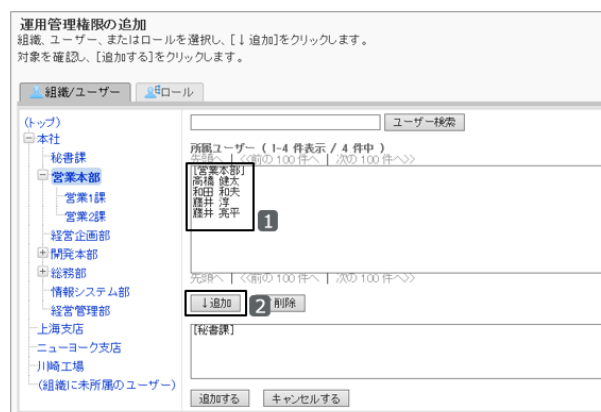 運用管理権限の追加
組織、ユーザー、またはロールを選択し、[↓追加]をクリックします。
対象を確認し、[追加する]をクリックします。
組織/ユーザー
ロール
(トップ)
本社
秘書課
営業本部
営業1課
営業2課
経営企画部
開発本部
総務部
情報システム部
経営管理部
上海支店
ニューヨーク支店
川崎工場
(組織に未所属のユーザー)
ユーザー検索
所属ユーザー ( 1-4 件表示 / 4 件中 )
先頭へ | <<前の 100 件へ | 次の 100 件へ>>
[営業本部]
高橋 健太
和田 和夫
藤井 淳
藤井 亮平
1
先頭へ | <<前の 100 件へ | 次の 100 件へ>>
↓追加
2
削除
[秘書課]
追加する
キャンセルする